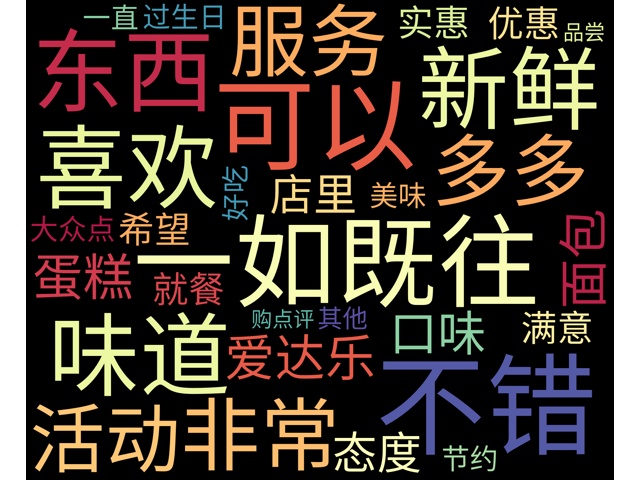 一直 过生日 服务 实惠 优惠 品尝
东西 可以 新鲜
喜欢 好吃 店里 美味 多多
大众点 希望 一如既往 面包
蛋糕 就餐
味道 购点评 其他 口味 满意
爱达乐 不错
活动 非常 态度 节约